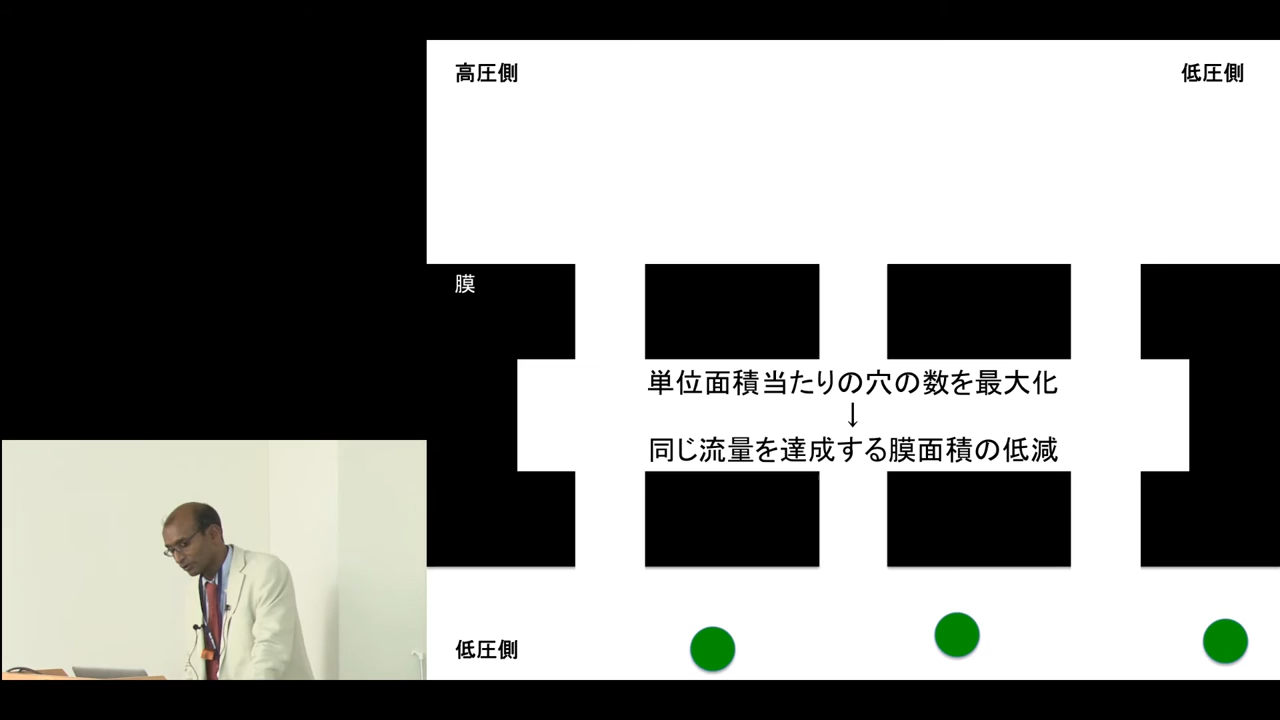 高圧側
低圧側
膜
単位面積当たりの穴の数を最大化
↓
同じ流量を達成する膜面積の低減
低圧側